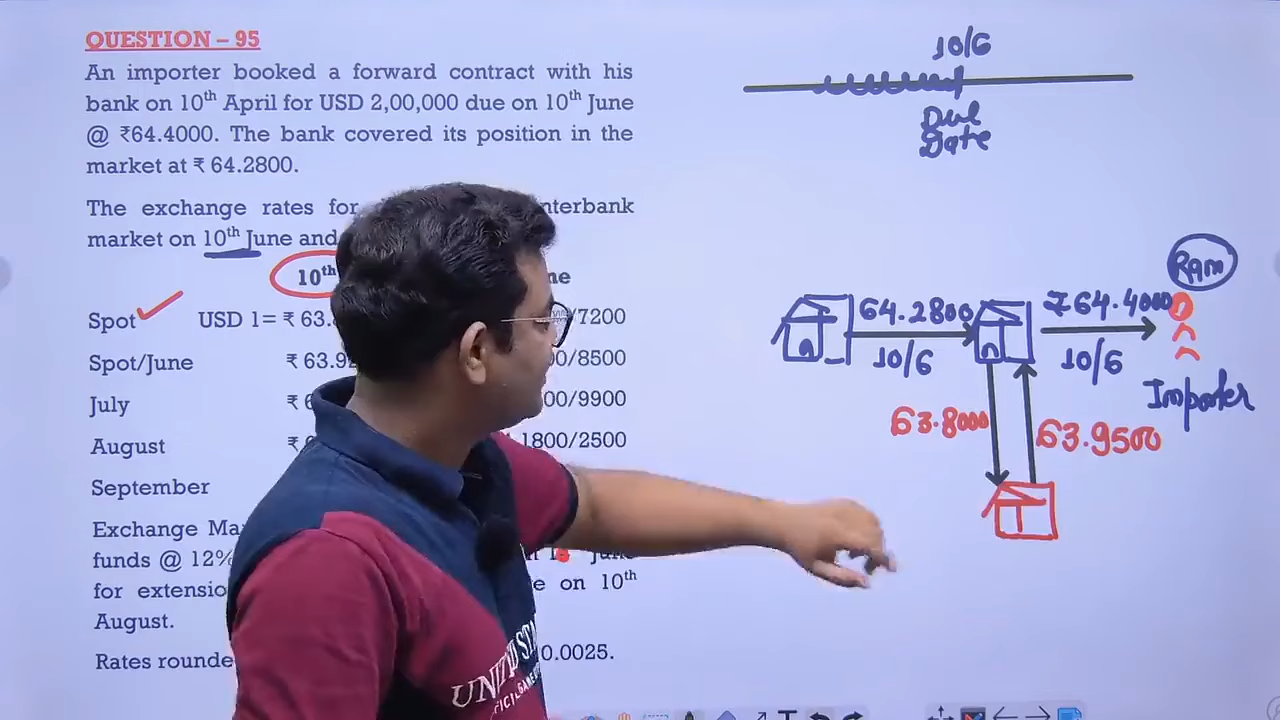 QUESTION – 95
An importer booked a forward contract with his
bank on 10th April for USD 2,00,000 due on 10th June
@ ₹64.4000. The bank covered its position in the
market at ₹ 64.2800.
The exchange rates for nterbank
market on 10th June and
10th ne
Spot USD 1= ₹ 63. /7200
Spot/June ₹ 63.9 00/8500
July ₹ 00/9900
August ₹ 1800/2500
September
Exchange Ma
funds @ 12% June
for extensio e on 10th
August.
Rates rounde 0.0025.
10/6
Due
Date
Ram
64.2800 ₹64.4000
10/6 10/6
Importer
63.8000 63.9500
UNITED STA